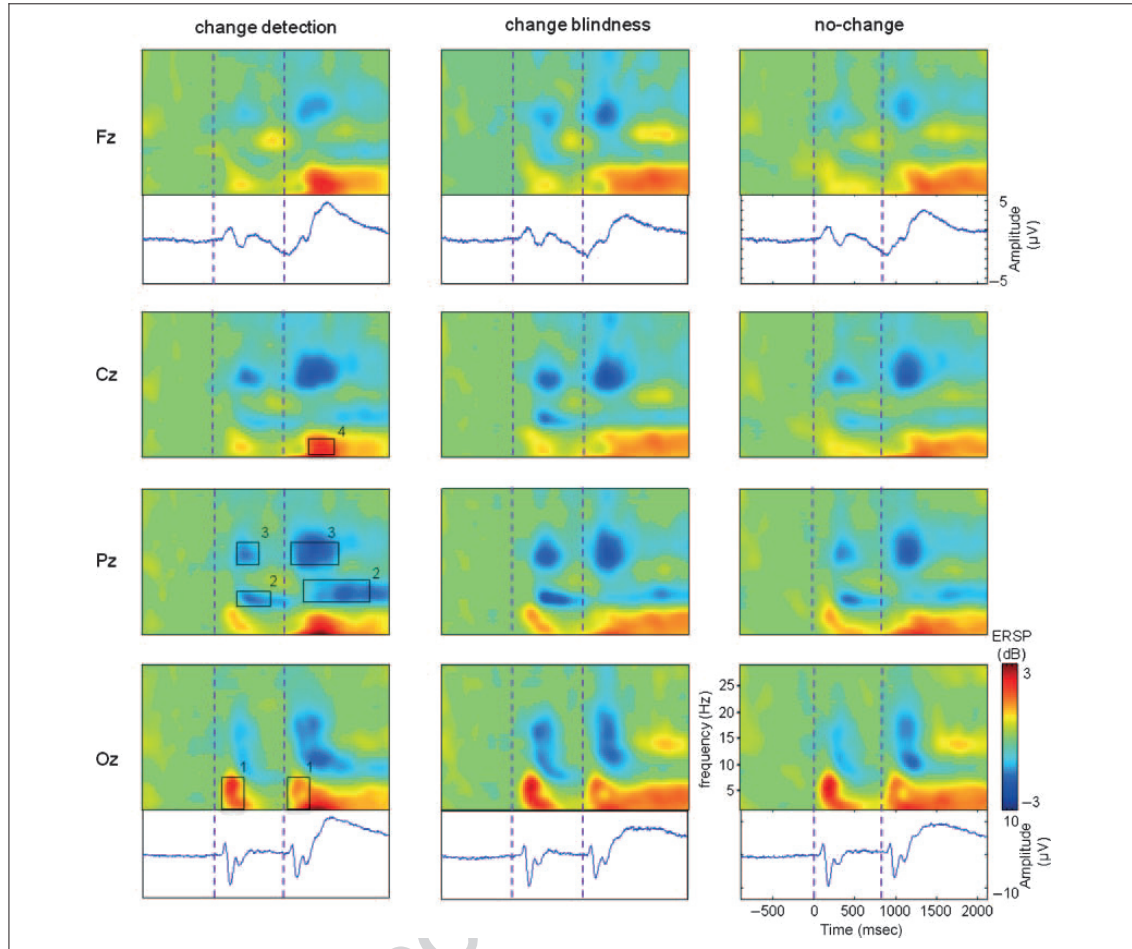 change detection change blindness no-change
Fz
5
Amplitude
(µV)
−5
Cz
4
Pz
3 3
2 2
ERSP
(dB)
3
Oz
1 1
frequency (Hz)
25
20
15
10
5
−3
10
Amplitude
(µV)
−10
−500 0 500 1000 1500 2000
Time (msec)